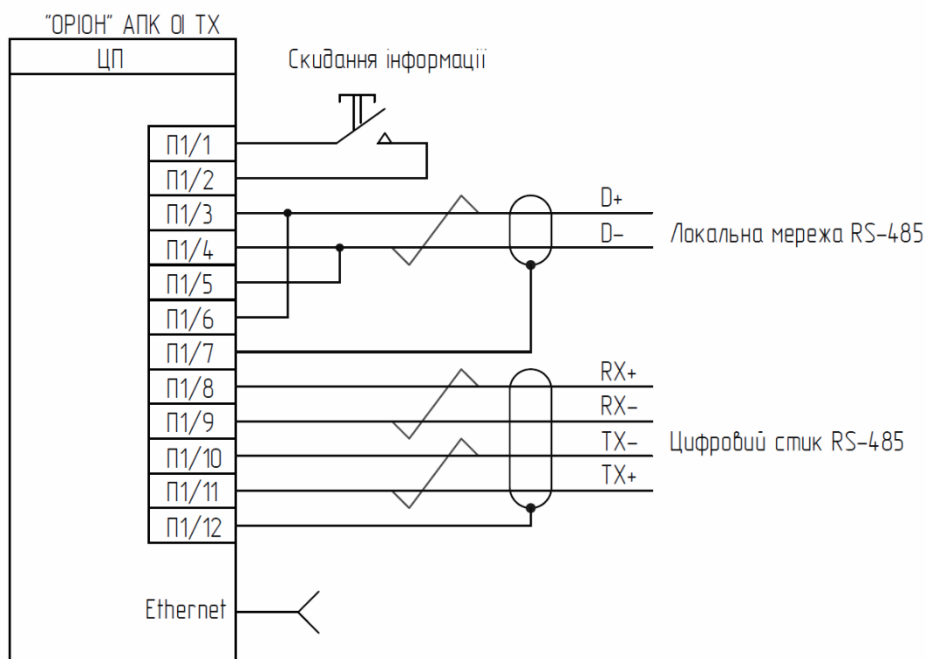 "ОРІОН" АПК ОІ ТХ
ЦП
Скидання інформації
П1/1
П1/2
П1/3
D+
П1/4
D-
Локальна мережа RS-485
П1/5
П1/6
П1/7
П1/8
RX+
П1/9
RX-
П1/10
TX-
Цифровий стик RS-485
П1/11
TX+
П1/12
Ethernet